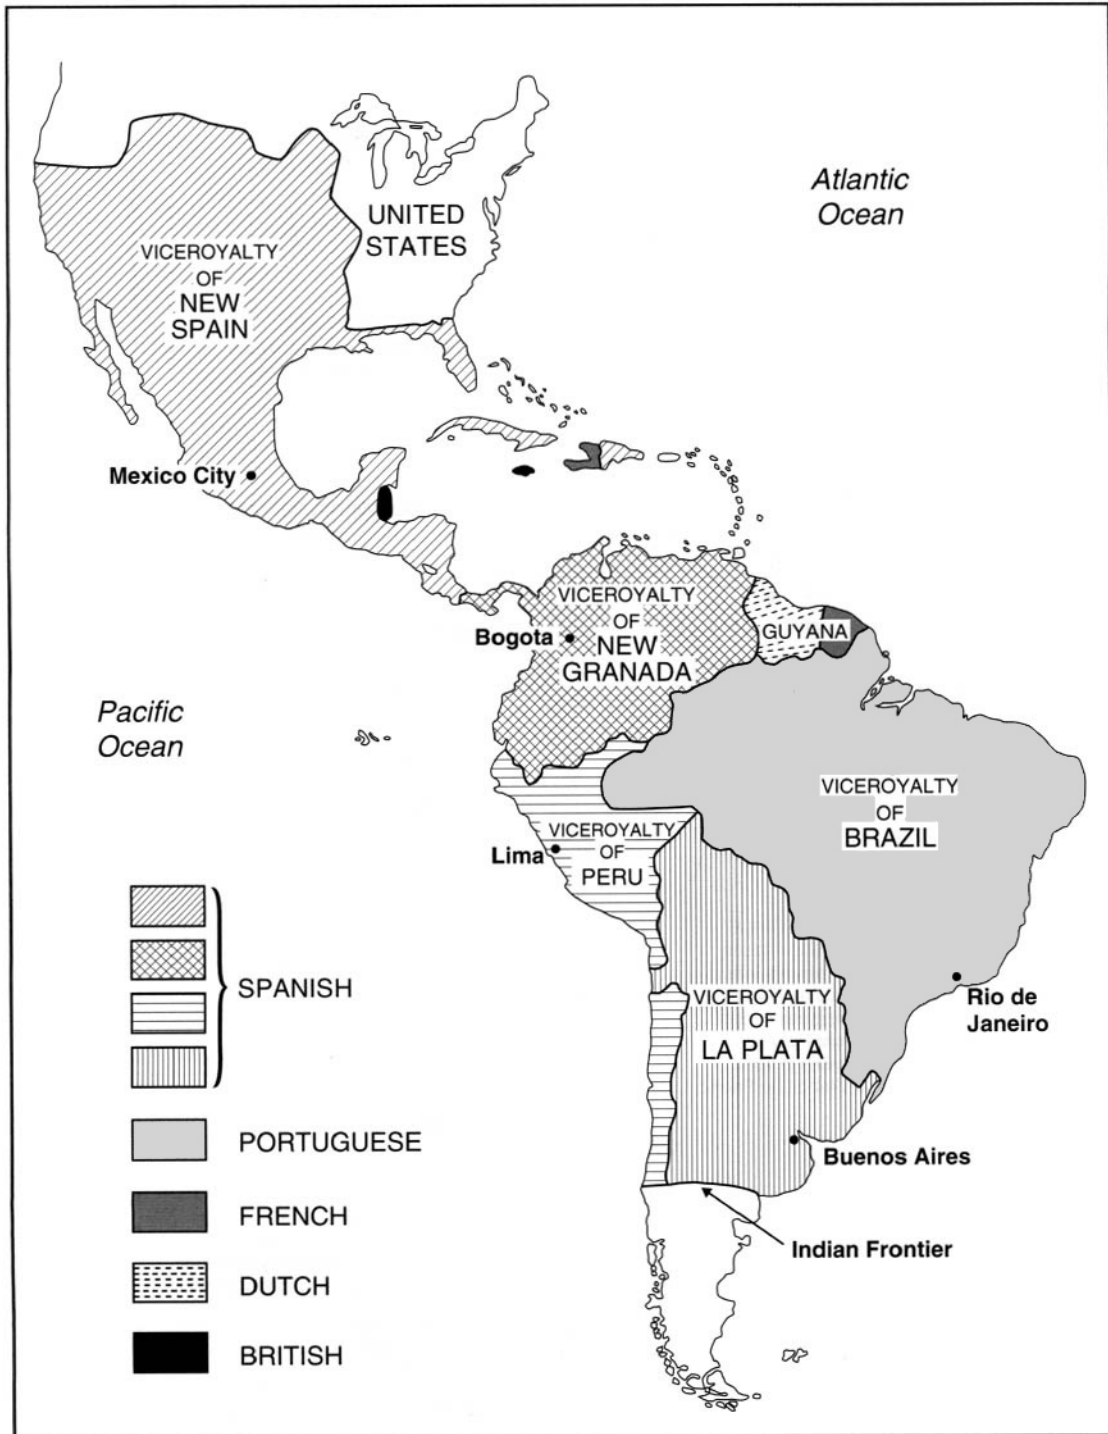 Atlantic
Ocean
UNITED
STATES
VICEROYALTY
OF
NEW
SPAIN
Mexico City
VICEROYALTY
OF
NEW
GRANADA
Bogota
GUYANA
Pacific
Ocean
VICEROYALTY
OF
BRAZIL
VICEROYALTY
OF
PERU
Lima
Rio de
Janeiro
VICEROYALTY
OF
LA PLATA
Buenos Aires
Indian Frontier
SPANISH
PORTUGUESE
FRENCH
DUTCH
BRITISH